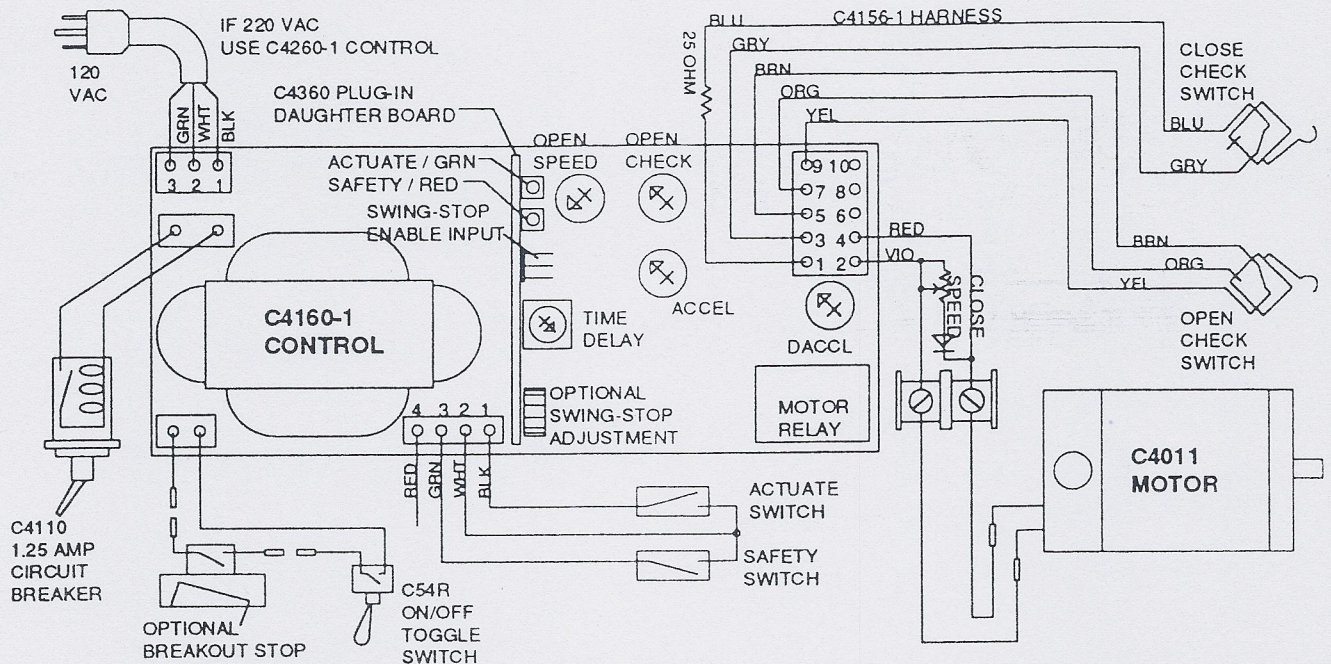 IF 220 VAC
USE C4260-1 CONTROL
120
VAC
GRN
WHT
BLK
3 2 1
C4360 PLUG-IN
DAUGHTER BOARD
ACTUATE / GRN
SAFETY / RED
SWING-STOP
ENABLE INPUT
OPEN
SPEED
OPEN
CHECK
ACCEL
TIME
DELAY
DACCL
OPTIONAL
SWING-STOP
ADJUSTMENT
MOTOR
RELAY
C4160-1
CONTROL
4 3 2 1
RED
GRN
WHT
BLK
BLU
C4156-1 HARNESS
25 OHM
GRY
BRN
ORG
YEL
9 10
7 8
5 6
3 4
1 2
RED
VIO
CLOSE
SPEED
CLOSE
CHECK
SWITCH
BLU
GRY
BRN
ORG
YEL
OPEN
CHECK
SWITCH
C4011
MOTOR
ACTUATE
SWITCH
SAFETY
SWITCH
C4110
1.25 AMP
CIRCUIT
BREAKER
OPTIONAL
BREAKOUT STOP
C54R
ON/OFF
TOGGLE
SWITCH